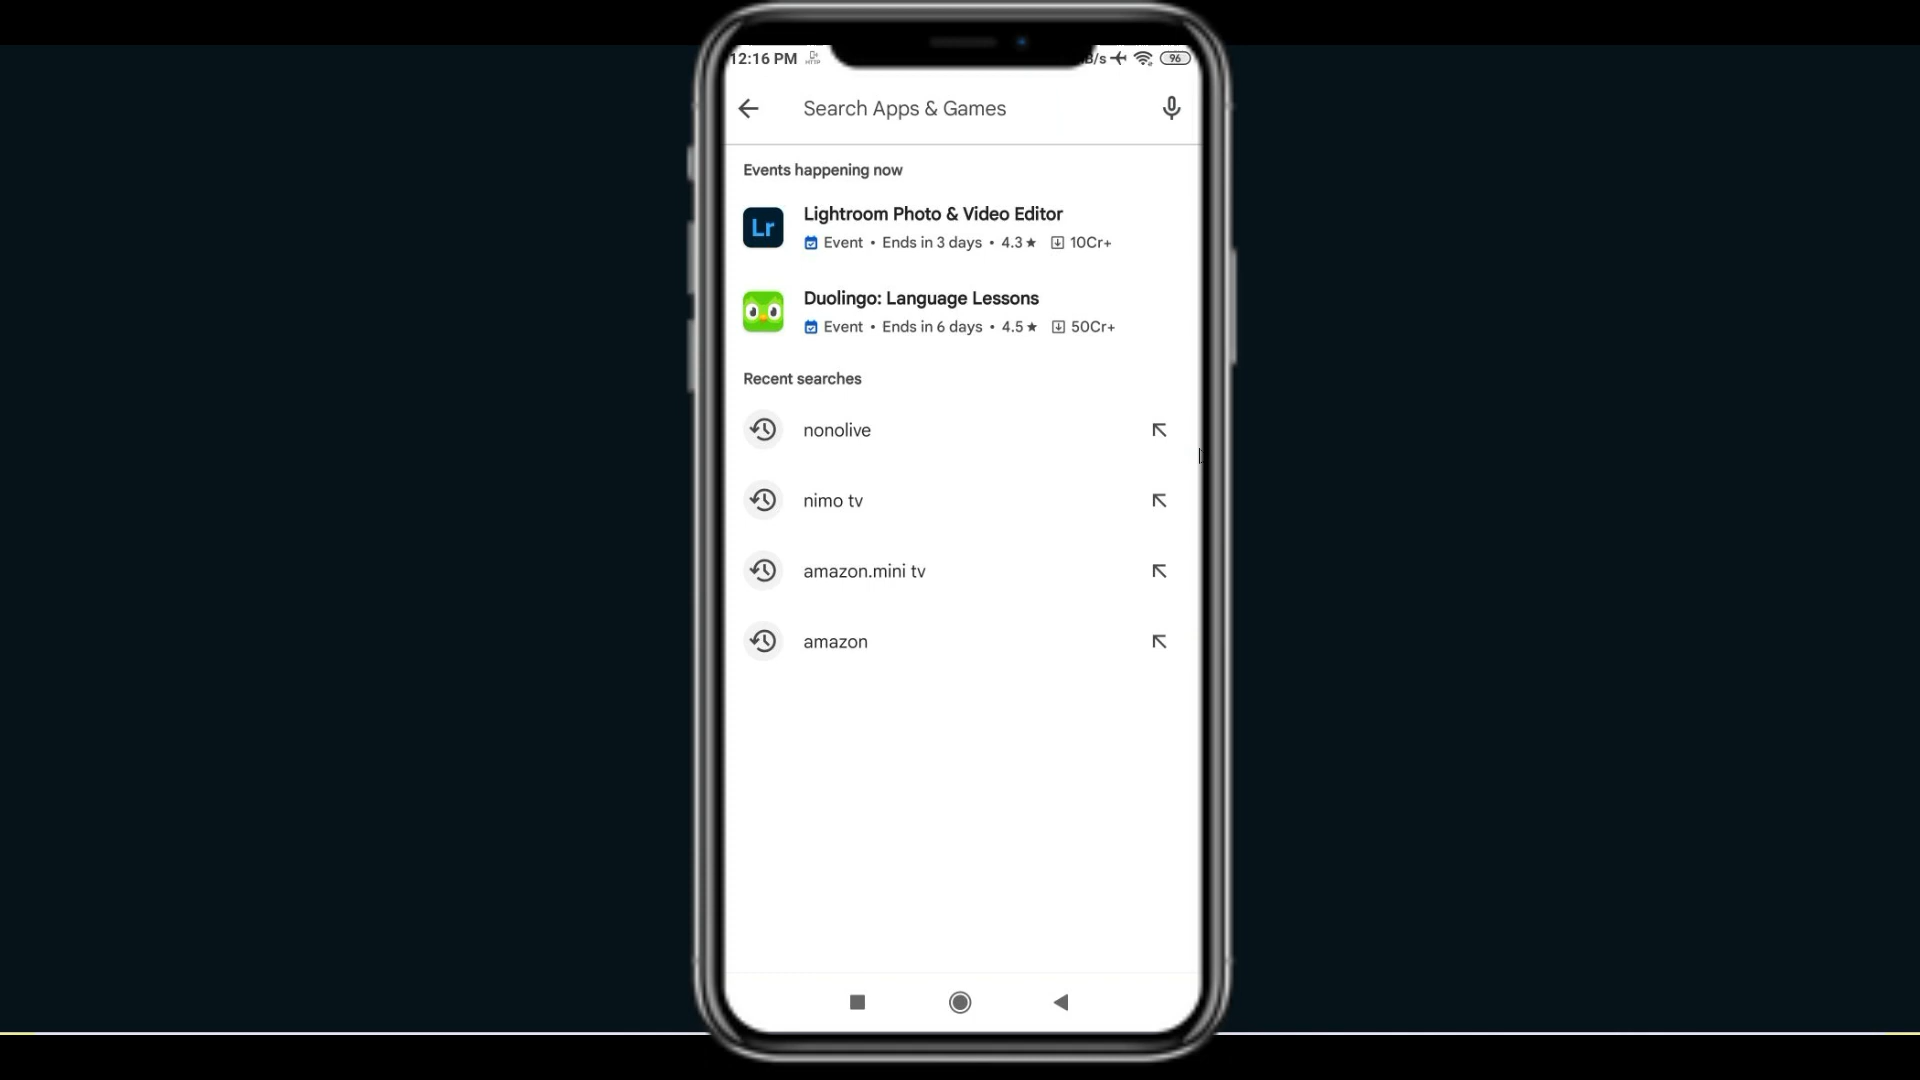 12:16 PM
B/s 96
Search Apps & Games
Events happening now
Lr
Lightroom Photo & Video Editor
Event • Ends in 3 days • 4.3★ 10Cr+
Duolingo: Language Lessons
Event • Ends in 6 days • 4.5★ 50Cr+
Recent searches
nonolive
nimo tv
amazon.mini tv
amazon